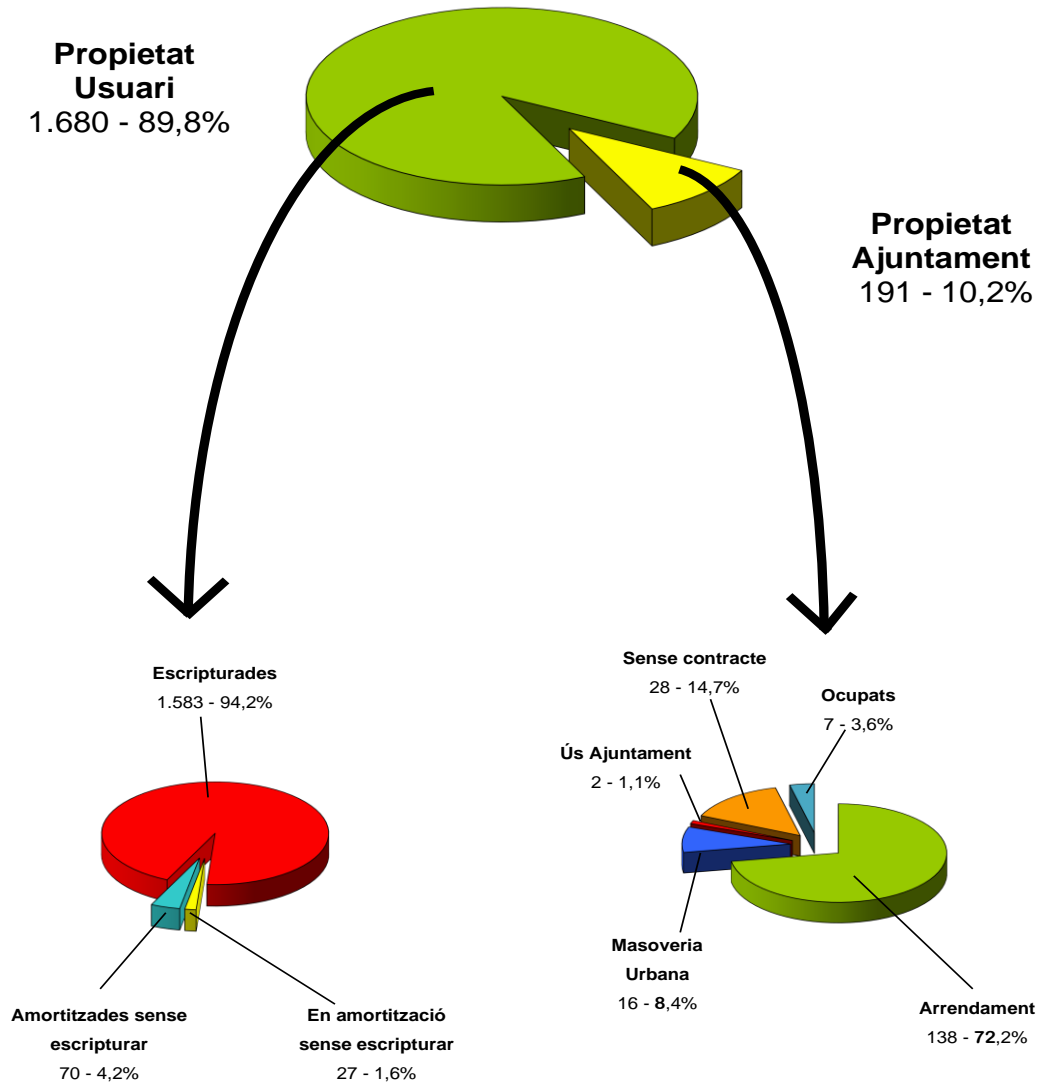 Propietat
Usuari
1.680 - 89,8%
Propietat
Ajuntament
191 - 10,2%
Escripturades
1.583 - 94,2%
Amortitzades sense
escripturar
70 - 4,2%
En amortització
sense escripturar
27 - 1,6%
Sense contracte
28 - 14,7%
Ocupats
7 - 3,6%
Ús Ajuntament
2 - 1,1%
Masoveria
Urbana
16 - 8,4%
Arrendament
138 - 72,2%